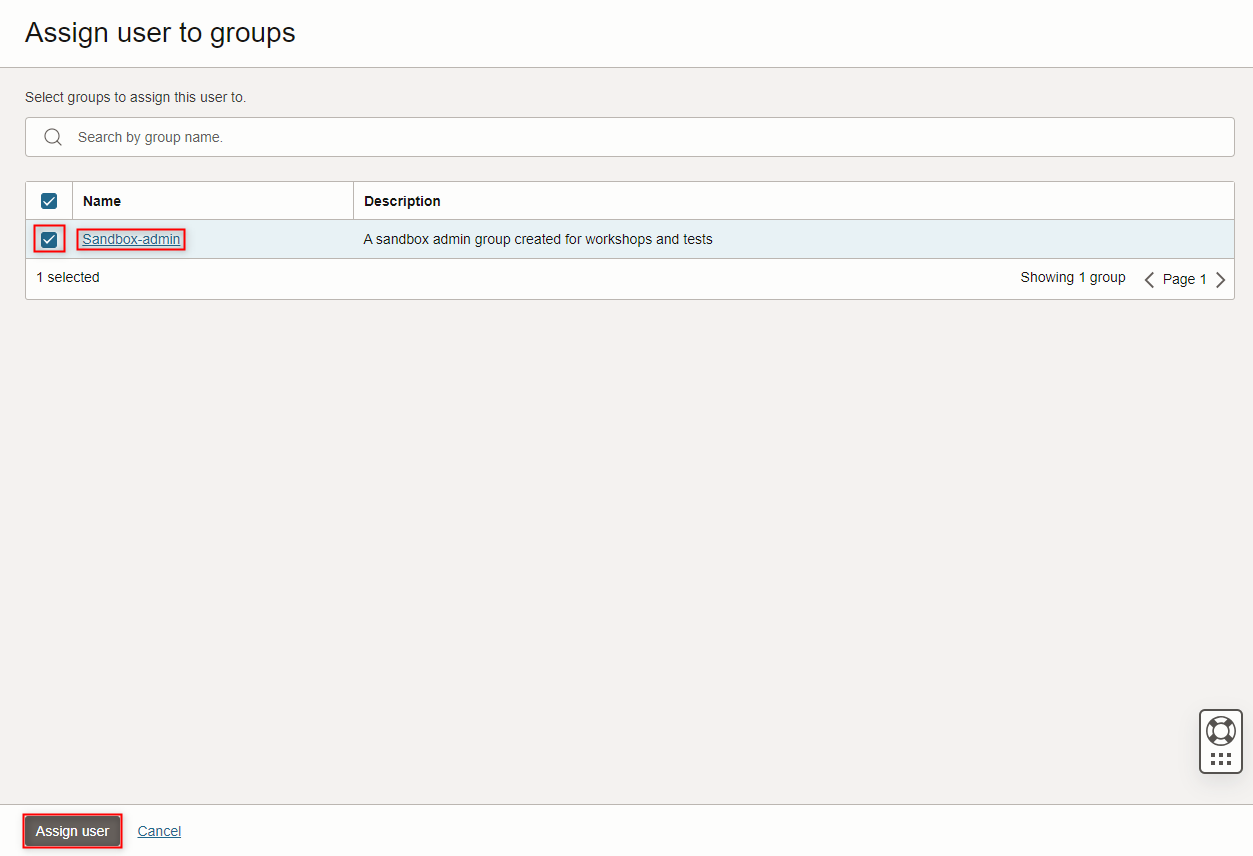 Assign user to groups
Select groups to assign this user to.
Search by group name.
Name Description
Sandbox-admin A sandbox admin group created for workshops and tests
1 selected Showing 1 group Page 1
Assign user Cancel